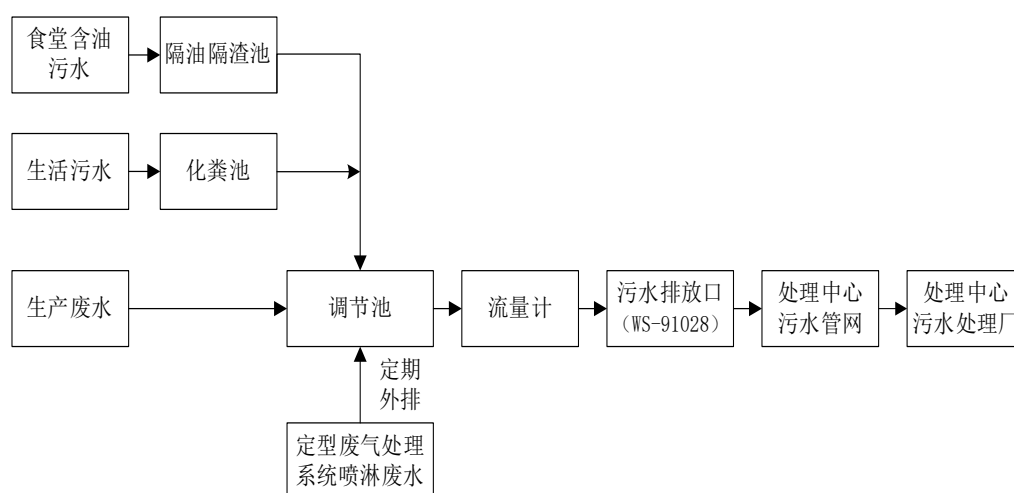 食堂含油
污水
隔油隔渣池
生活污水
化粪池
生产废水
调节池
流量计
污水排放口
（WS-91028）
处理中心
污水管网
处理中心
污水处理厂
定期
外排
定型废气处理
系统喷淋废水